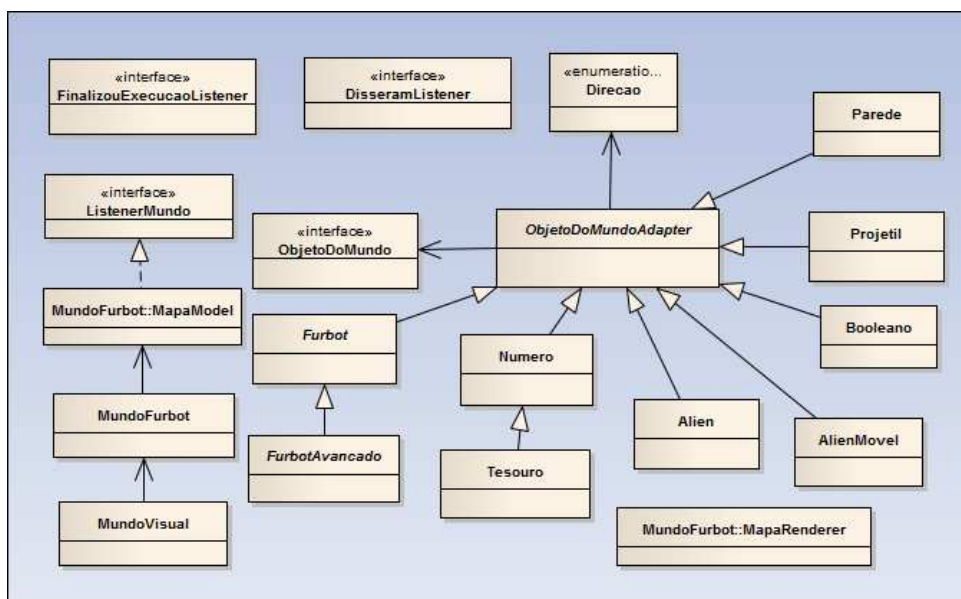 «interface»
FinalizouExecucaoListener
«interface»
DisseramListener
«enumeratio...
Direcao
Parede
«interface»
ListenerMundo
«interface»
ObjetoDoMundo
ObjetoDoMundoAdapter
Projetil
MundoFurbot::MapaModel
Furbot
Numero
Booleano
MundoFurbot
FurbotAvancado
Tesouro
Alien
AlienMovel
MundoVisual
MundoFurbot::MapaRenderer